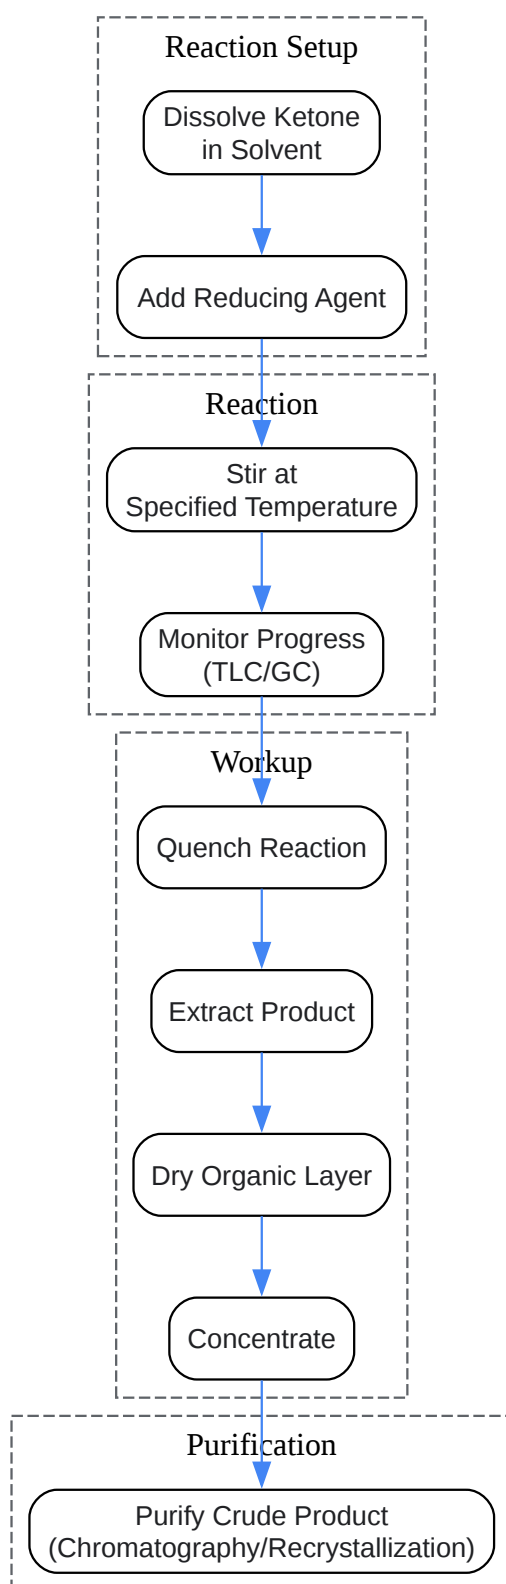 Reaction Setup
Dissolve Ketone
in Solvent
Add Reducing Agent
Reaction
Stir at
Specified Temperature
Monitor Progress
(TLC/GC)
Workup
Quench Reaction
Extract Product
Dry Organic Layer
Concentrate
Purification
Purify Crude Product
(Chromatography/Recrystallization)